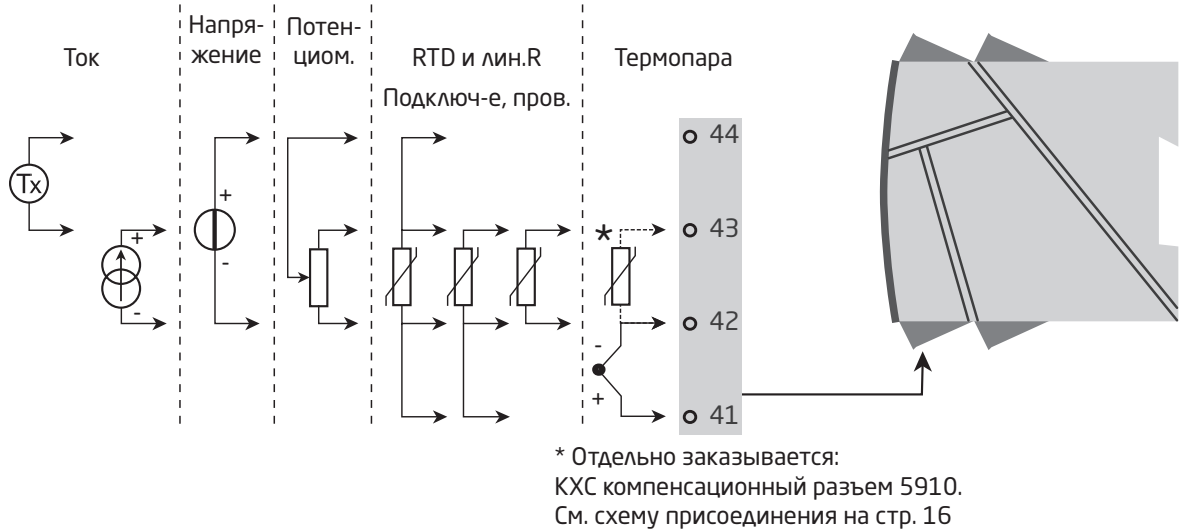 Ток
Напря-
жение
Потен-
циом.
RTD и лин.R
Подключ-е, пров.
Термопара
Tx
+
-
+
-
*
-
+
44
43
42
41
* Отдельно заказывается:
КХС компенсационный разъем 5910.
См. схему присоединения на стр. 16